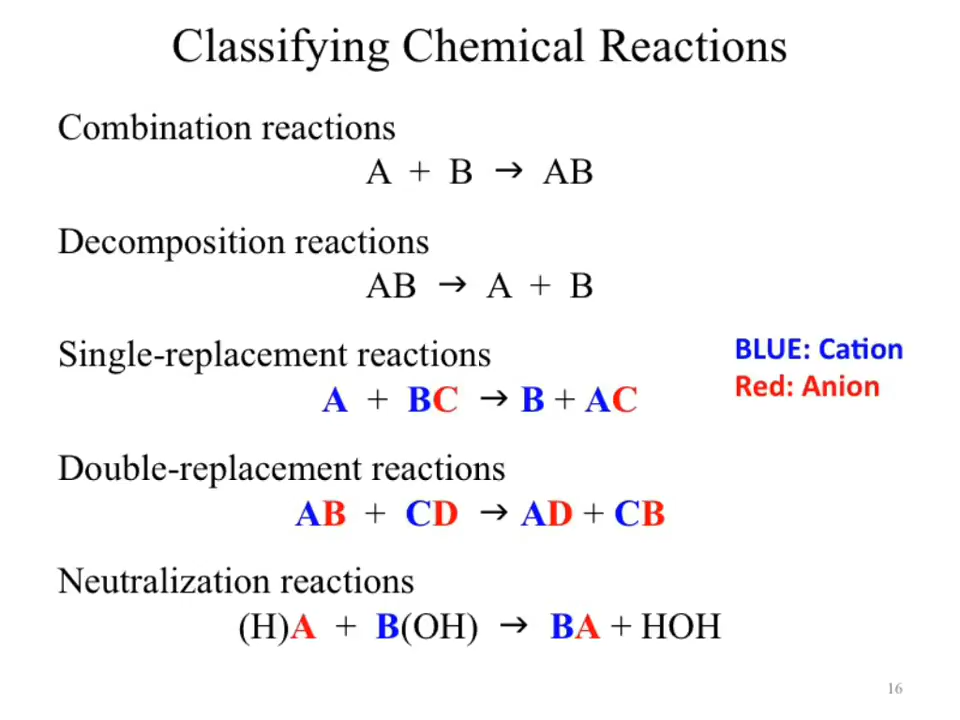 Classifying Chemical Reactions
Combination reactions
A + B → AB
Decomposition reactions
AB → A + B
Single-replacement reactions
BLUE: Cation
Red: Anion
A + BC → B + AC
Double-replacement reactions
AB + CD → AD + CB
Neutralization reactions
(H)A + B(OH) → BA + HOH
16